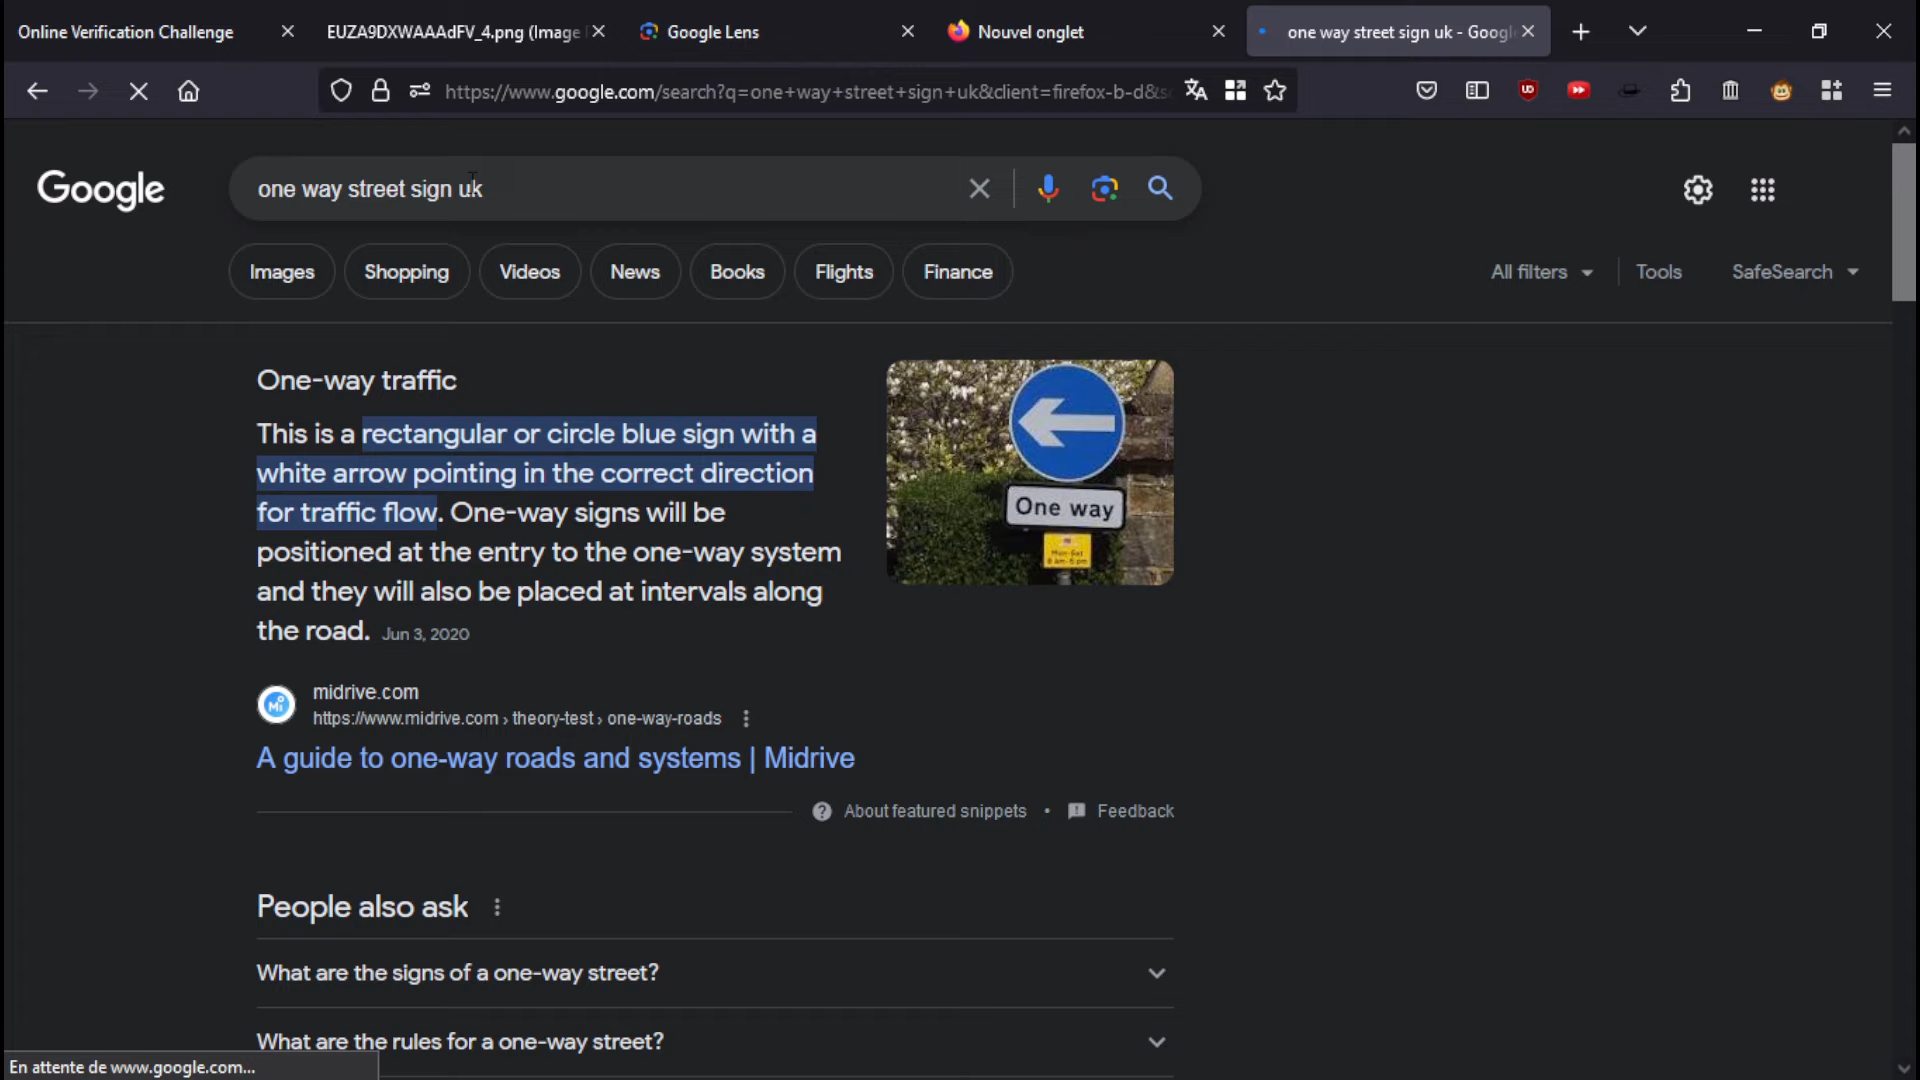 Online Verification Challenge
EUZA9DXWAAAdFV_4.png (Image
Google Lens
Nouvel onglet
one way street sign uk - Googl
https://www.google.com/search?q=one+way+street+sign+uk&client=firefox-b-d&s
Google
one way street sign uk
Images
Shopping
Videos
News
Books
Flights
Finance
All filters
Tools
SafeSearch
One-way traffic
This is a rectangular or circle blue sign with a
white arrow pointing in the correct direction
for traffic flow. One-way signs will be
positioned at the entry to the one-way system
and they will also be placed at intervals along
the road. Jun 3, 2020
One way
Mon-Sat
8 am-6 pm
midrive.com
https://www.midrive.com › theory-test › one-way-roads
A guide to one-way roads and systems | Midrive
About featured snippets • Feedback
People also ask
What are the signs of a one-way street?
What are the rules for a one-way street?
En attente de www.google.com...